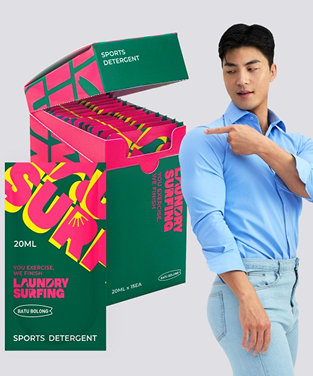 SPORTS
DETERGENT
LAUNDRY
SURFING
YOU EXERCISE,
WE FINISH
20ML x 15EA
BATU BOLONG
SURF
20ML
YOU EXERCISE,
WE FINISH
LAUNDRY
SURFING
BATU BOLONG
SPORTS DETERGENT